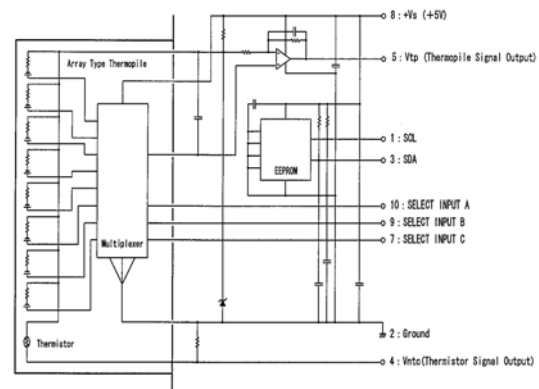 8 : +Vs (+5V)
Array Type Thermopile
5 : Vtp (Thermopile Signal Output)
1 : SCL
3 : SDA
EEPROM
10 : SELECT INPUT A
9 : SELECT INPUT B
7 : SELECT INPUT C
Multiplexer
2 : Ground
Thermistor
4 : Vntc(Thermistor Signal Output)